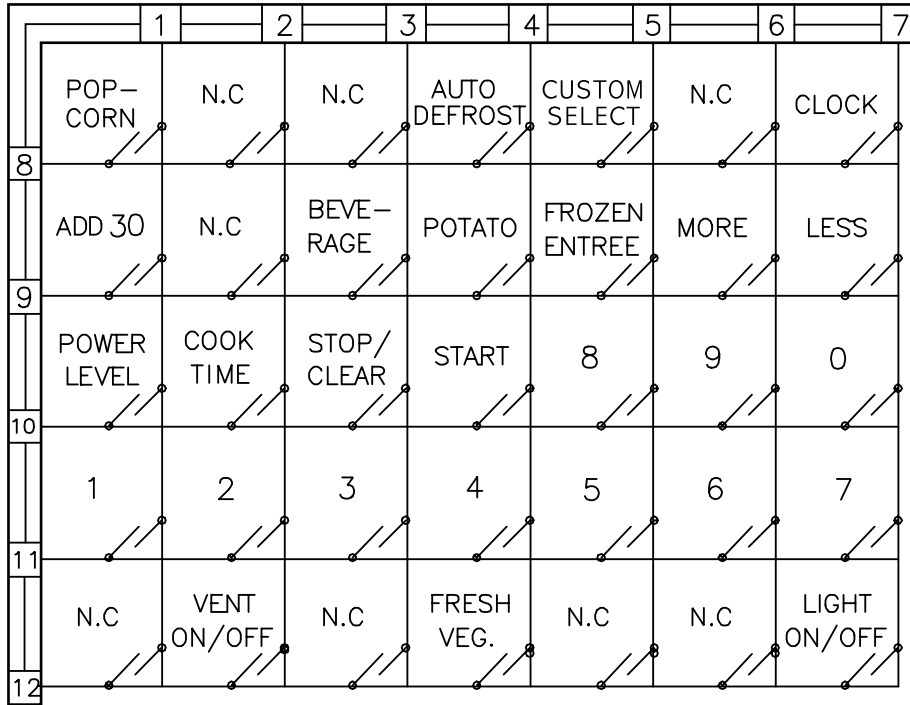 1 2 3 4 5 6 7
POP- N.C N.C AUTO CUSTOM N.C CLOCK
CORN DEFROST SELECT
8
ADD 30 N.C BEVE- POTATO FROZEN MORE LESS
RAGE ENTREE
9
POWER COOK STOP/ START 8 9 0
LEVEL TIME CLEAR
10
1 2 3 4 5 6 7
11
N.C VENT N.C FRESH N.C N.C LIGHT
ON/OFF VEG. ON/OFF
12